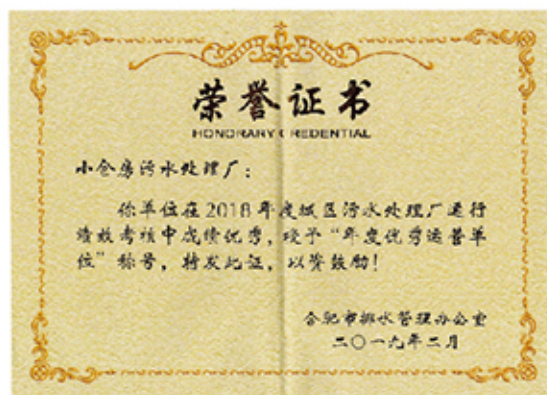 荣誉证书
HONORARY CREDENTIAL
小仓房污水处理厂：
你单位在2018年度城区污水处理厂运行
绩效考核中成绩优秀，授予“年度优秀运营单
位”称号，特发此证，以资鼓励！
合肥市排水管理办公室
二〇一九年二月